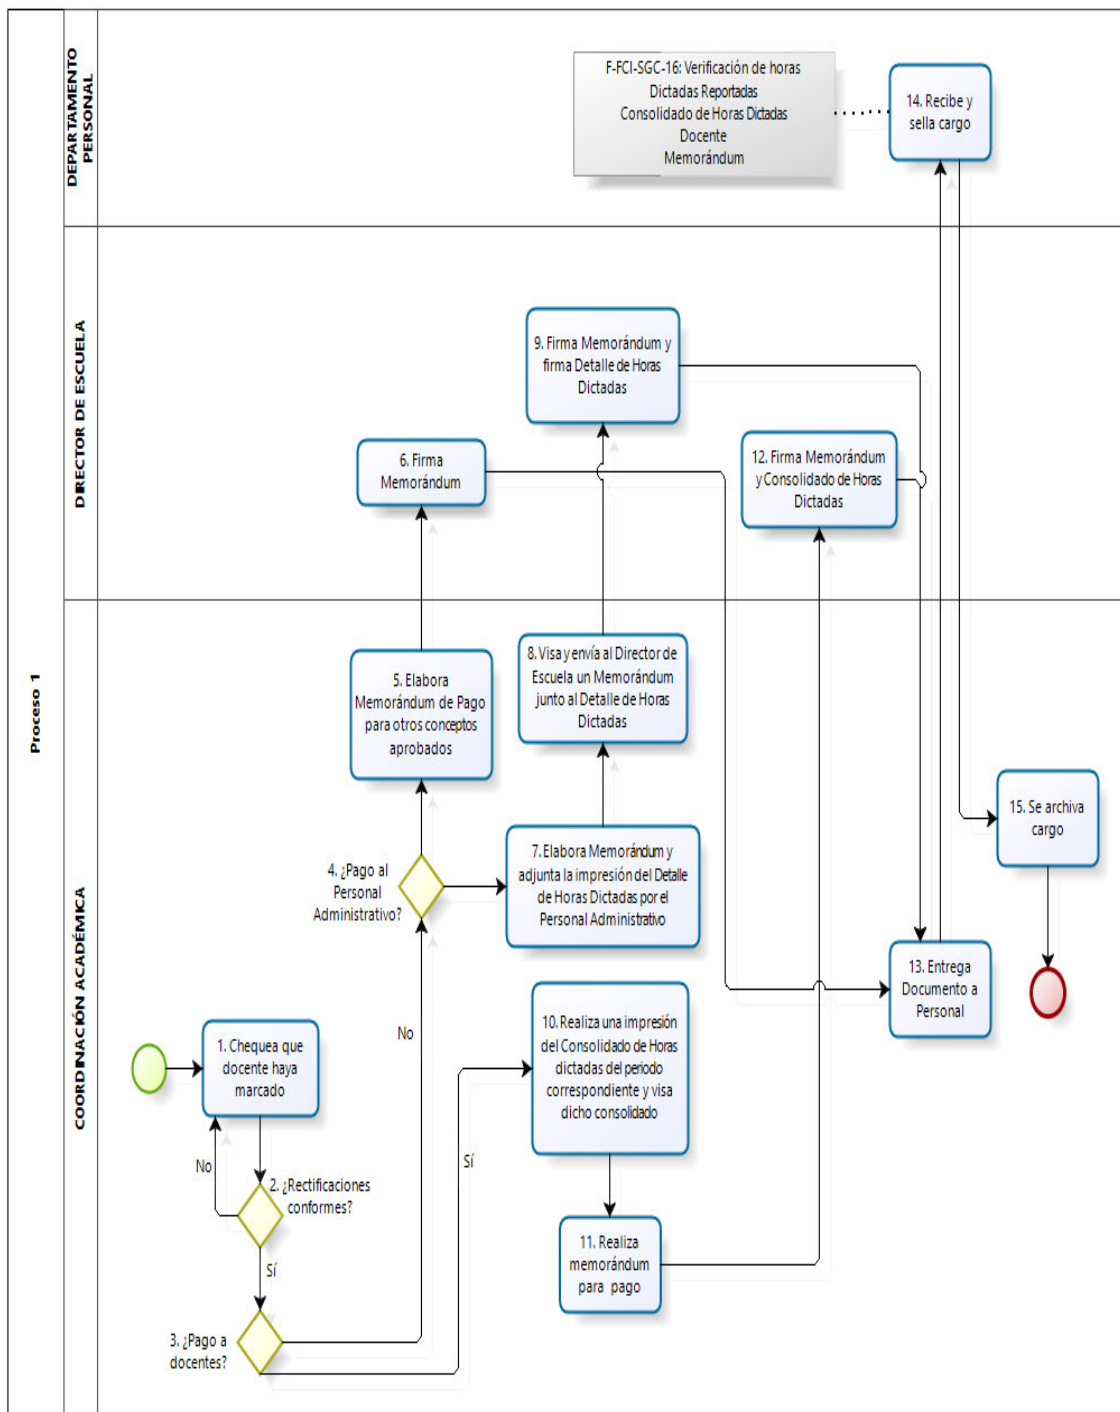 Proceso 1
DEPARTAMENTO
PERSONAL
F-FCI-SGC-16: Verificación de horas
Dictadas Reportadas
Consolidado de Horas Dictadas
Docente
Memorándum
14. Recibe y
sella cargo
DIRECTOR DE ESCUELA
9. Firma Memorándum y
firma Detalle de Horas
Dictadas
6. Firma
Memorándum
12. Firma Memorándum
y Consolidado de Horas
Dictadas
COORDINACIÓN ACADÉMICA
5. Elabora
Memorándum de Pago
para otros conceptos
aprobados
8. Visa y envía al Director de
Escuela un Memorándum
junto al Detalle de Horas
Dictadas
15. Se archiva
cargo
4. ¿Pago al
Personal
Administrativo?
7. Elabora Memorándum y
adjunta la impresión del Detalle
de Horas Dictadas por el
Personal Administrativo
13. Entrega
Documento a
Personal
No
10. Realiza una impresión
del Consolidado de Horas
dictadas del periodo
correspondiente y visa
dicho consolidado
1. Chequea que
docente haya
marcado
No
Sí
2. ¿Rectificaciones
conformes?
Sí
11. Realiza
memorándum
para pago
3. ¿Pago a
docentes?